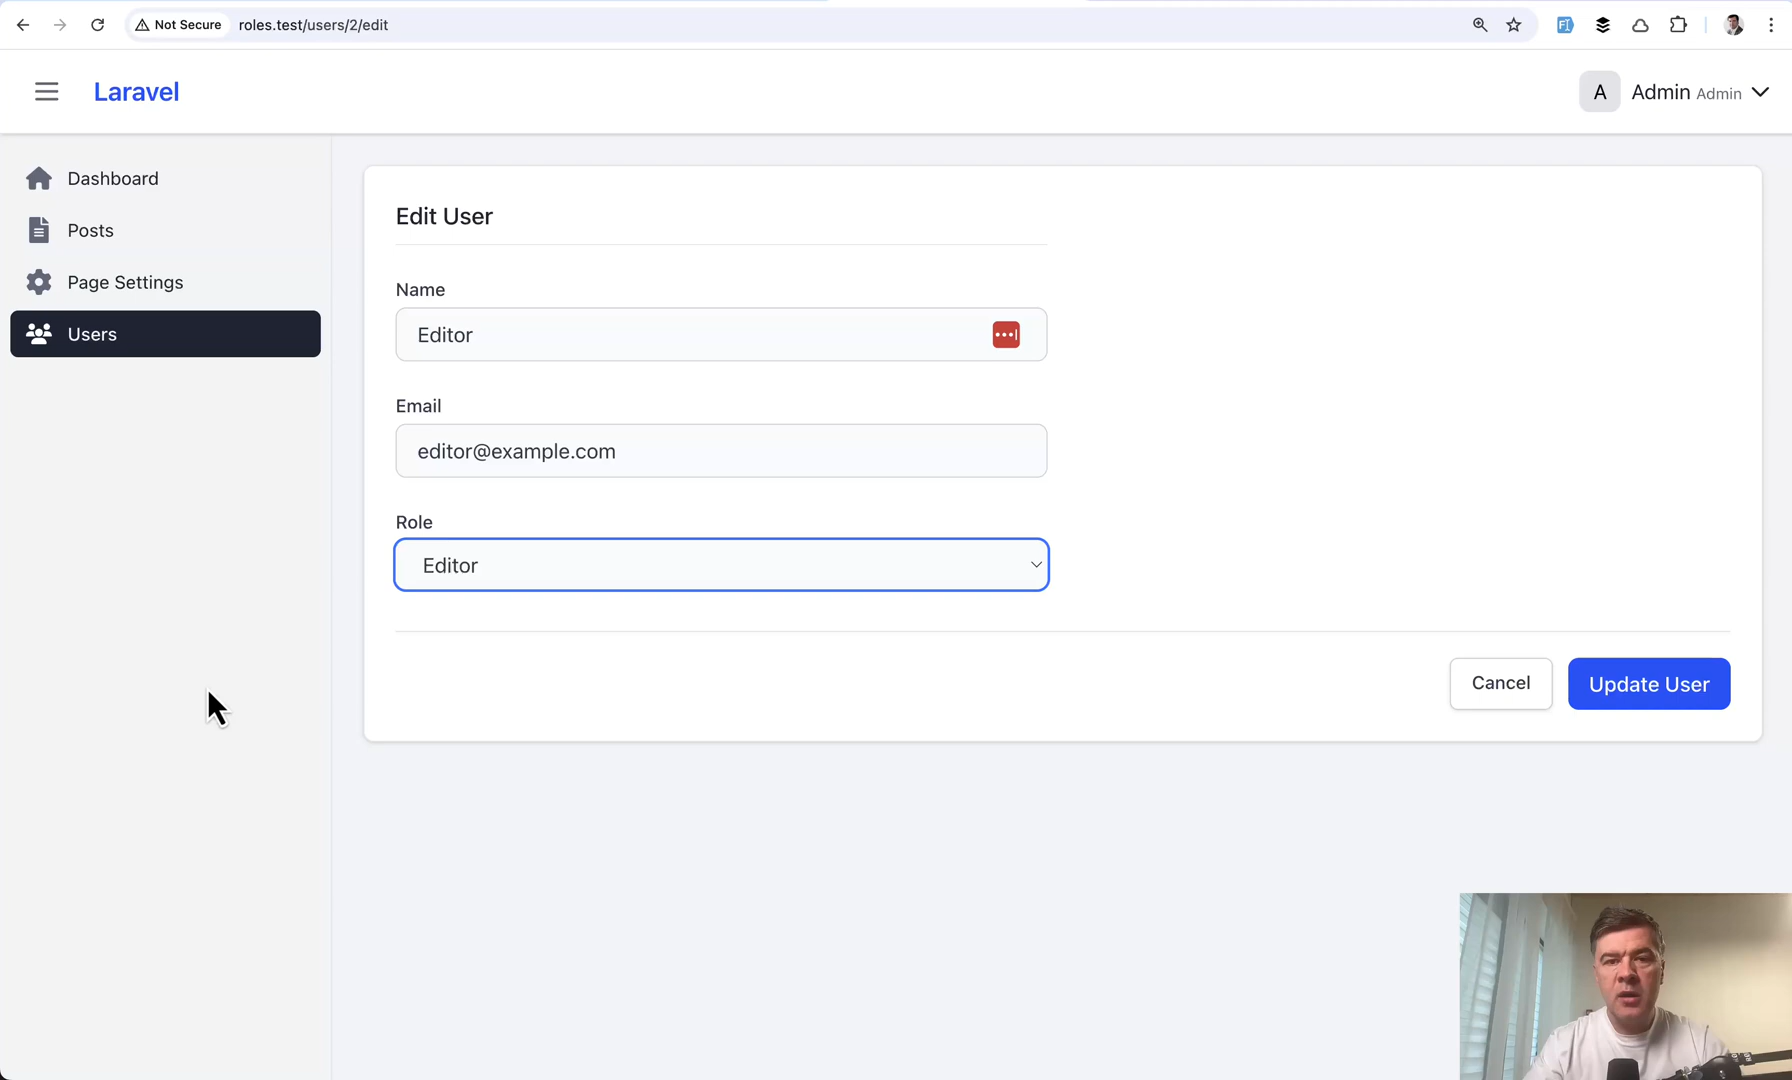 Not Secure
roles.test/users/2/edit
Laravel
A
Admin Admin
Dashboard
Posts
Page Settings
Users
Edit User
Name
Editor
Email
editor@example.com
Role
Editor
Cancel
Update User